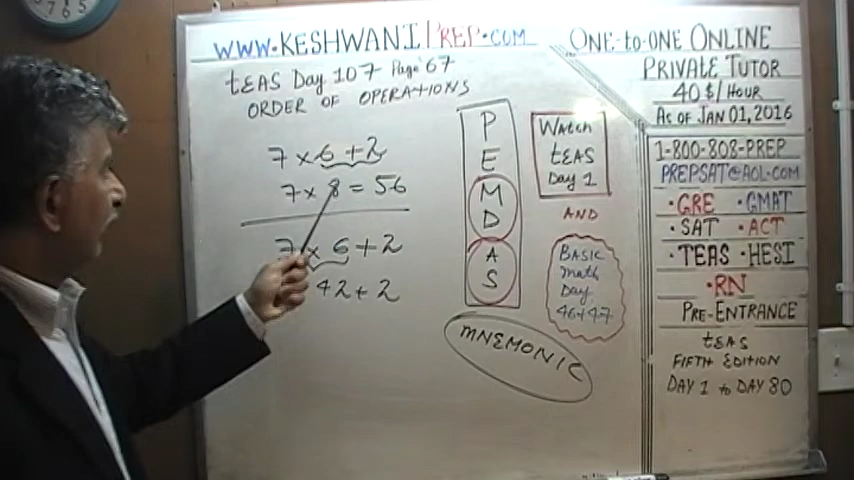 7 6
WWW.KESHWANIPREP.COM
TEAS Day 107 Page 67
ORDER OF OPERATIONS
7 × 6 + 2
7 × 8 = 56
7 × 6 + 2
42 + 2
P
E
M
D
A
S
MNEMONIC
WATCH
TEAS
Day 1
AND
BASIC
Math
Day
46+47
ONE-to-ONE ONLINE
PRIVATE TUTOR
40$/HOUR
AS OF JAN 01, 2016
1-800-808-PREP
PREPSAT@AOL.COM
•GRE •GMAT
•SAT •ACT
•TEAS •HESI
•RN
PRE-ENTRANCE
TEAS
FIFTH EDITION
DAY 1 to DAY 80